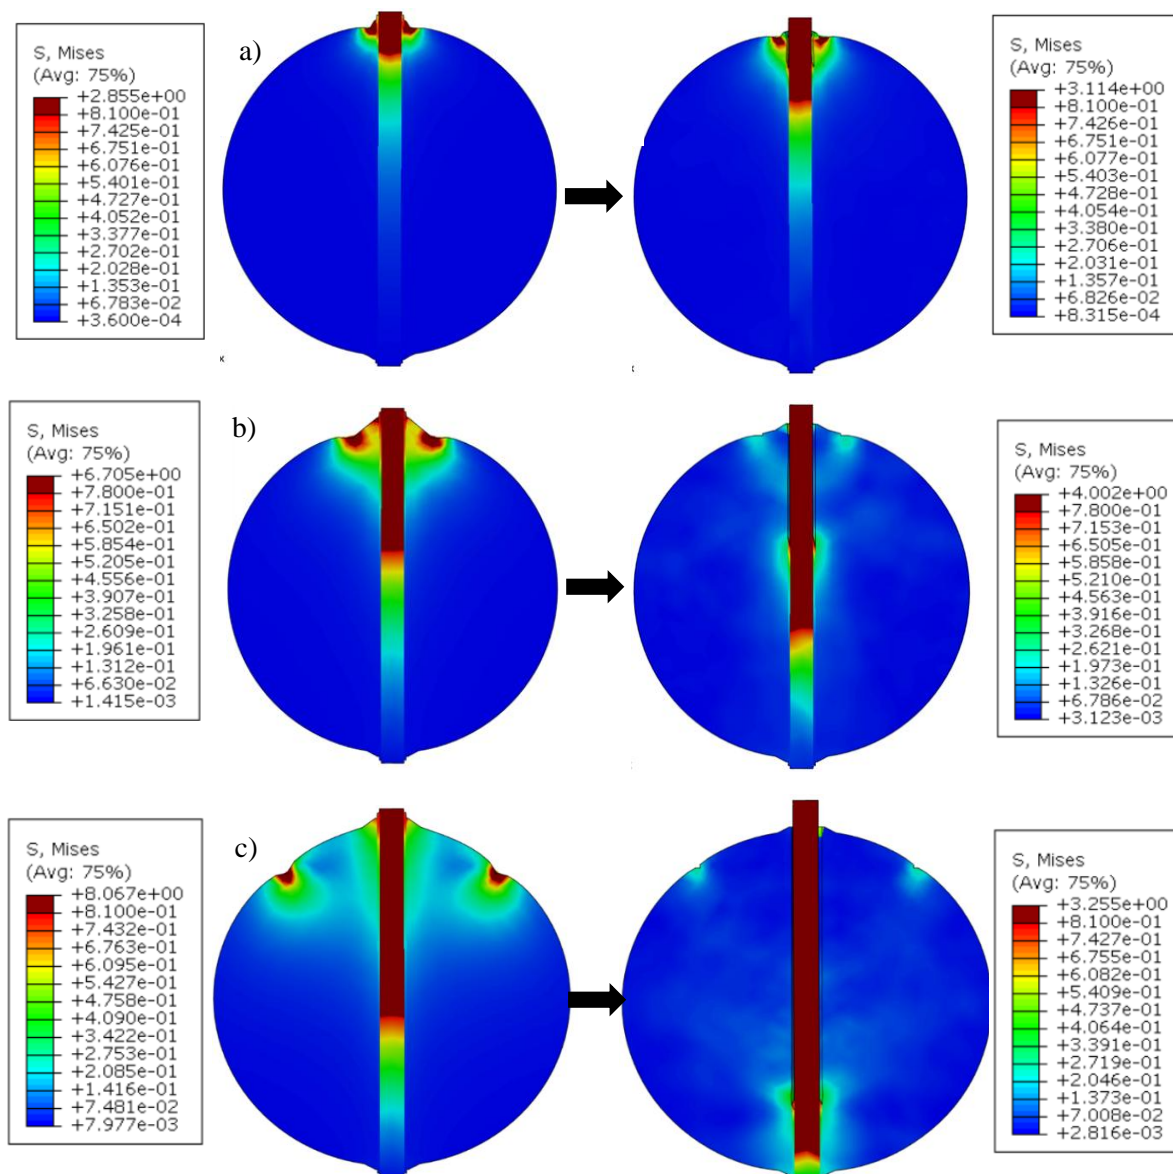 a)
S, Mises
(Avg: 75%)
+2.855e+00
+8.100e-01
+7.425e-01
+6.751e-01
+6.076e-01
+5.401e-01
+4.727e-01
+4.052e-01
+3.377e-01
+2.702e-01
+2.028e-01
+1.353e-01
+6.783e-02
+3.600e-04
x
S, Mises
(Avg: 75%)
+3.114e+00
+8.100e-01
+7.426e-01
+6.751e-01
+6.077e-01
+5.403e-01
+4.728e-01
+4.054e-01
+3.380e-01
+2.706e-01
+2.031e-01
+1.357e-01
+6.826e-02
+8.315e-04
b)
S, Mises
(Avg: 75%)
+6.705e+00
+7.800e-01
+7.151e-01
+6.502e-01
+5.854e-01
+5.205e-01
+4.556e-01
+3.907e-01
+3.258e-01
+2.609e-01
+1.961e-01
+1.312e-01
+6.630e-02
+1.415e-03
S, Mises
(Avg: 75%)
+4.002e+00
+7.800e-01
+7.153e-01
+6.505e-01
+5.858e-01
+5.210e-01
+4.563e-01
+3.916e-01
+3.268e-01
+2.621e-01
+1.973e-01
+1.326e-01
+6.786e-02
+3.123e-03
c)
S, Mises
(Avg: 75%)
+8.067e+00
+8.100e-01
+7.432e-01
+6.763e-01
+6.095e-01
+5.427e-01
+4.758e-01
+4.090e-01
+3.422e-01
+2.753e-01
+2.085e-01
+1.416e-01
+7.481e-02
+7.977e-03
S, Mises
(Avg: 75%)
+3.255e+00
+8.100e-01
+7.427e-01
+6.755e-01
+6.082e-01
+5.409e-01
+4.737e-01
+4.064e-01
+3.391e-01
+2.719e-01
+2.046e-01
+1.373e-01
+7.008e-02
+2.816e-03